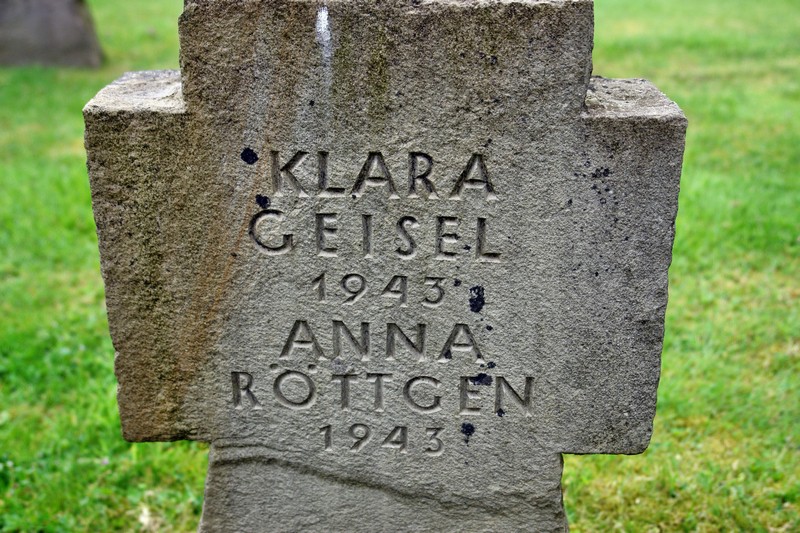 KLARA
GEISEL
1943
ANNA
RÖTTGEN
1943